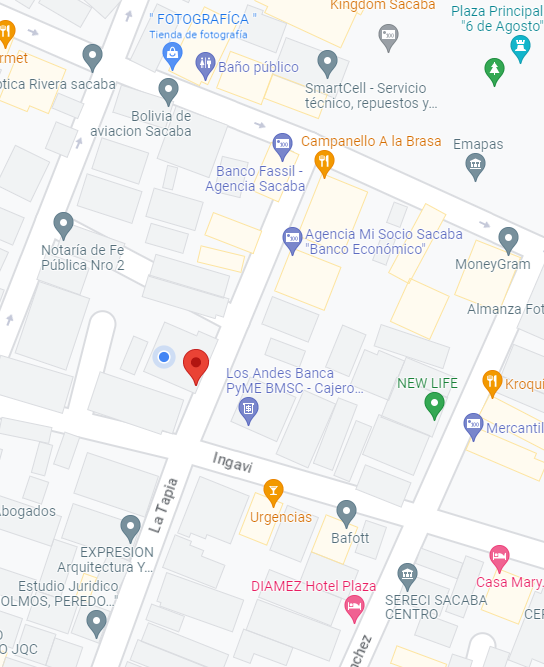 Kingdom Sacaba
Plaza Principal
"6 de Agosto"
" FOTOGRAFÍCA "
Tienda de fotografía
rmet
Baño público
otica Rivera sacaba
SmartCell - Servicio
técnico, repuestos y...
Bolivia de
aviacion Sacaba
Campanello A la Brasa
Emapas
Banco Fassil -
Agencia Sacaba
Agencia Mi Socio Sacaba
"Banco Económico"
Notaría de Fe
Pública Nro 2
MoneyGram
Almanza Fot
Los Andes Banca
PyME BMSC - Cajero...
NEW LIFE
Kroqui
Mercantil
Ingavi
La Tapia
Abogados
Urgencias
Bafott
EXPRESION
Arquitectura Y...
Estudio Juridico
OLMOS, PEREDO..."
DIAMEZ Hotel Plaza
Casa Mary
SERECI SACABA
CENTRO
CER
O
O JQC
nchez